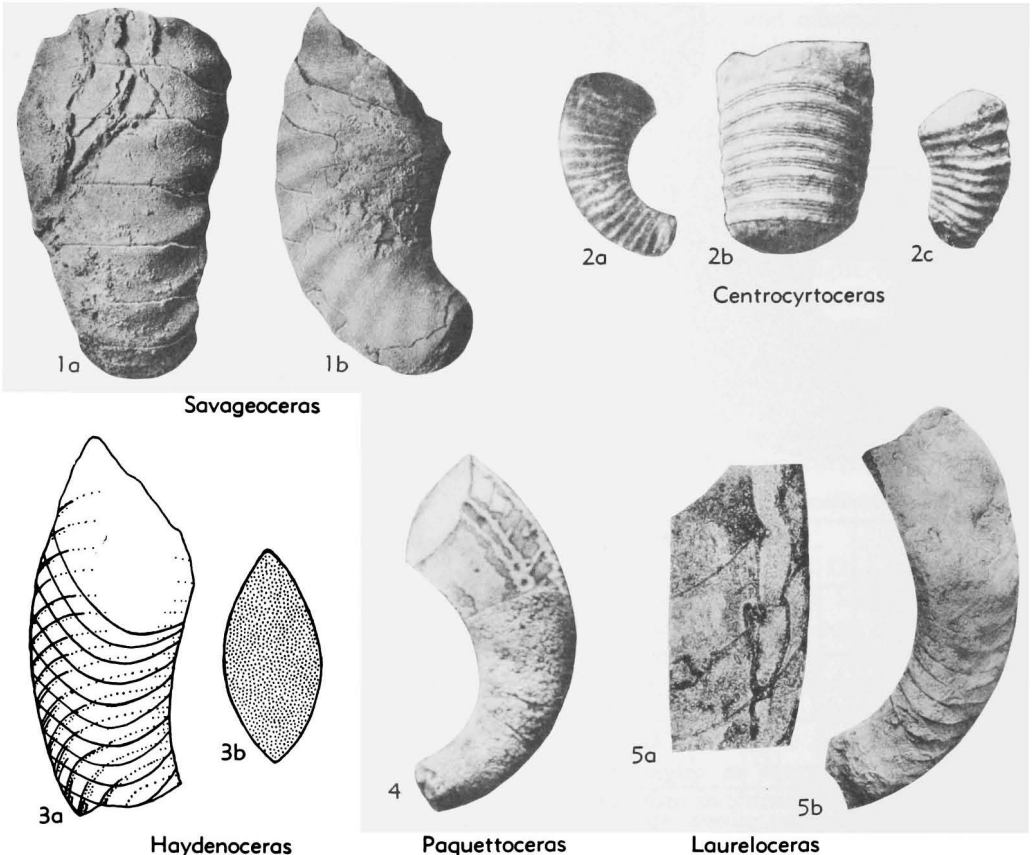 1a
1b
Savageoceras
2a
2b
2c
Centrocyrtoceras
3a
3b
Haydenoceras
4
Paquettoceras
5a
5b
Laureloceras